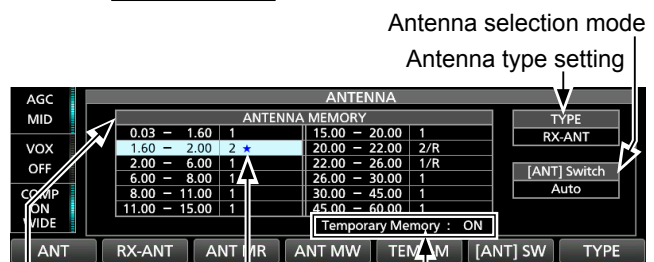 Antenna selection mode
Antenna type setting
ANTENNA
AGC
MID
VOX
OFF
COMP
ON
WIDE
ANTENNA MEMORY
0.03 – 1.60 1
1.60 – 2.00 2 ★
2.00 – 6.00 1
6.00 – 8.00 1
8.00 – 11.00 1
11.00 – 15.00 1
15.00 – 20.00 1
20.00 – 22.00 2/R
22.00 – 26.00 1/R
26.00 – 30.00 1
30.00 – 45.00 1
45.00 – 60.00 1
Temporary Memory : ON
TYPE
RX-ANT
[ANT] Switch
Auto
ANT RX-ANT ANT MR ANT MW [ANT] SW TYPE